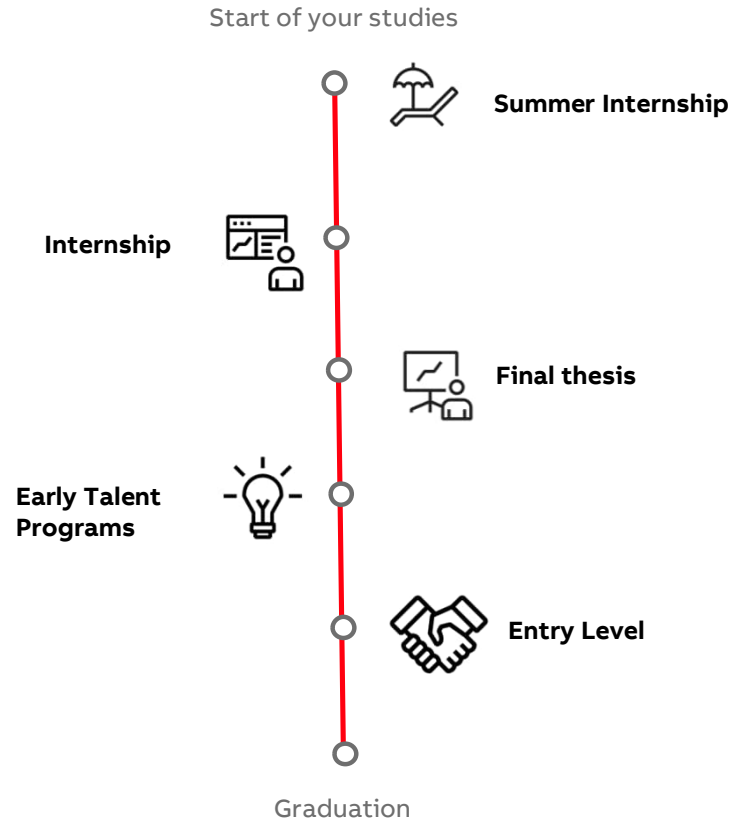 Start of your studies
Summer Internship
Internship
Final thesis
Early Talent
Programs
Entry Level
Graduation